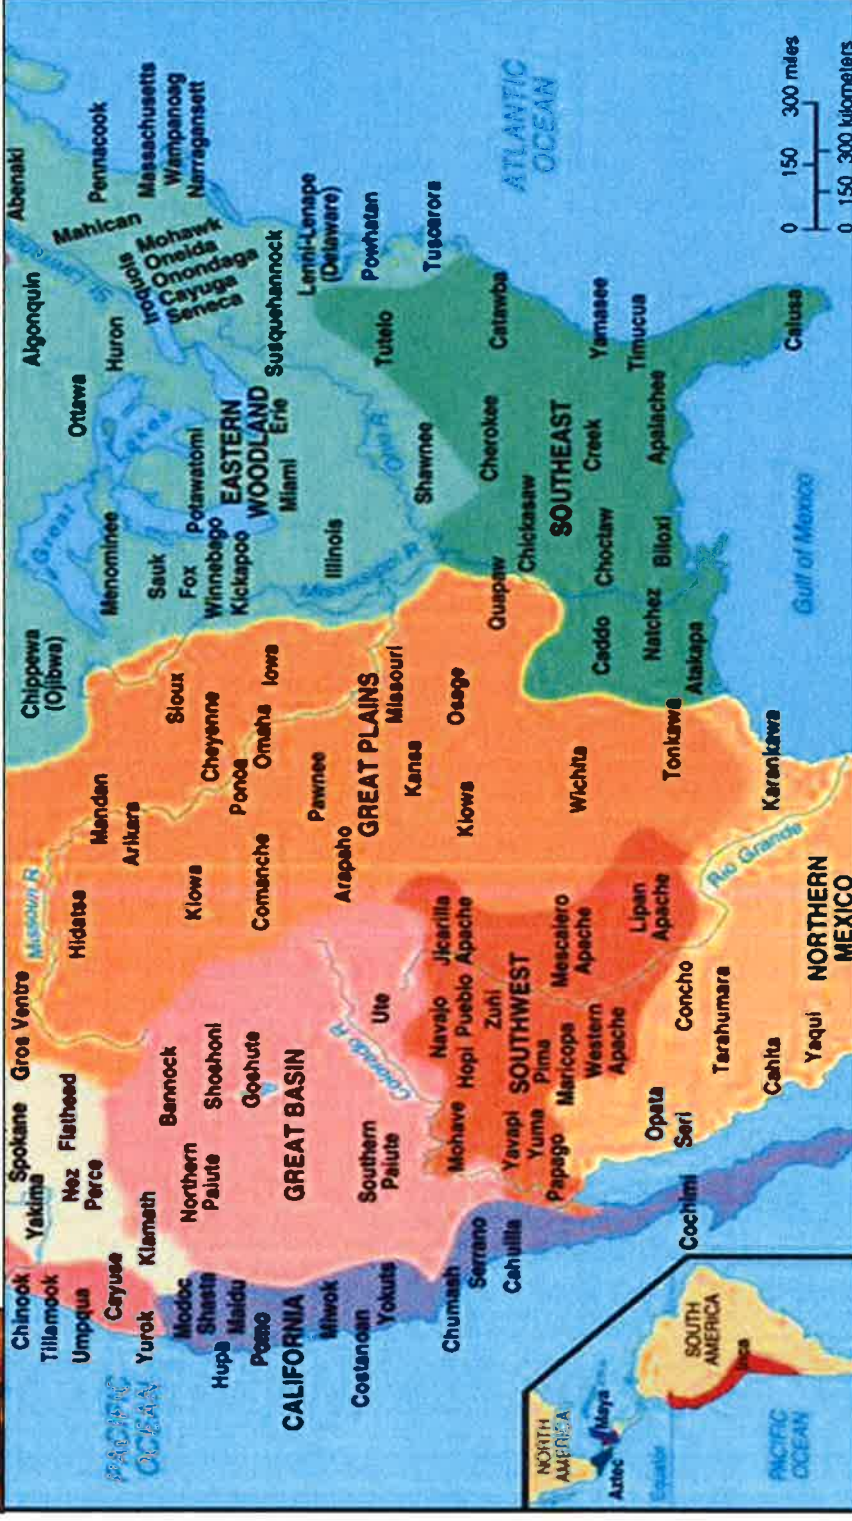 Chinook
Tillamook
Umpqua
Cayuse
Yurok
Yakima
Spokane
Flathead
Nez
Perce
Klamath
Gros Ventre
Missouri R
Hidatsa
Mandan
Arikara
Chippewa
(Ojibwa)
Great
Lakes
Menominee
Ottawa
Algonquin
Huron
Abenaki
Mahican
Pennacook
Massachusetts
Wampanoag
Narragansett
Iroquois
Mohawk
Oneida
Onondaga
Cayuga
Seneca
Susquehannock
Lenni-Lenape
(Delaware)
Powhatan
Tuscarora
Sauk
Fox
Winnebago
Kickapoo
Potawatomi
EASTERN
WOODLAND
Erie
Miami
Illinois
Shawnee
Ohio R
Mississippi R
PACIFIC
OCEAN
Modoc
Shasta
Hupa
Maidu
Pomo
CALIFORNIA
Miwok
Costanoan
Yokuts
Chumash
Serrano
Cahuilla
Cochimi
Bannock
Northern
Paiute
Shoshoni
Goshute
GREAT BASIN
Southern
Paiute
Ute
Colorado R
Sioux
Cheyenne
Ponca
Omaha
Iowa
Kiowa
Comanche
Pawnee
Arapaho
GREAT PLAINS
Missouri
Kansa
Osage
Kiowa
Wichita
Tonkawa
Karankawa
Quapaw
Tutelo
Catawba
Cherokee
Chickasaw
SOUTHEAST
Creek
Yamasee
Timucua
Choctaw
Caddo
Natchez
Biloxi
Apalachee
Atakapa
Calusa
Mohave
Navajo
Hopi
Pueblo
Jicarilla
Apache
Zuñi
SOUTHWEST
Yavapi
Yuma
Papago
Pima
Maricopa
Western
Apache
Mescalero
Apache
Lipan
Apache
Rio Grande
Opata
Seri
Concho
Tarahumara
Cahita
Yaqui
NORTHERN
MEXICO
Gulf of Mexico
ATLANTIC
OCEAN
0 150 300 miles
0 150 300 kilometers
NORTH
AMERICA
Aztec
Maya
Equator
SOUTH
AMERICA
Inca
PACIFIC
OCEAN